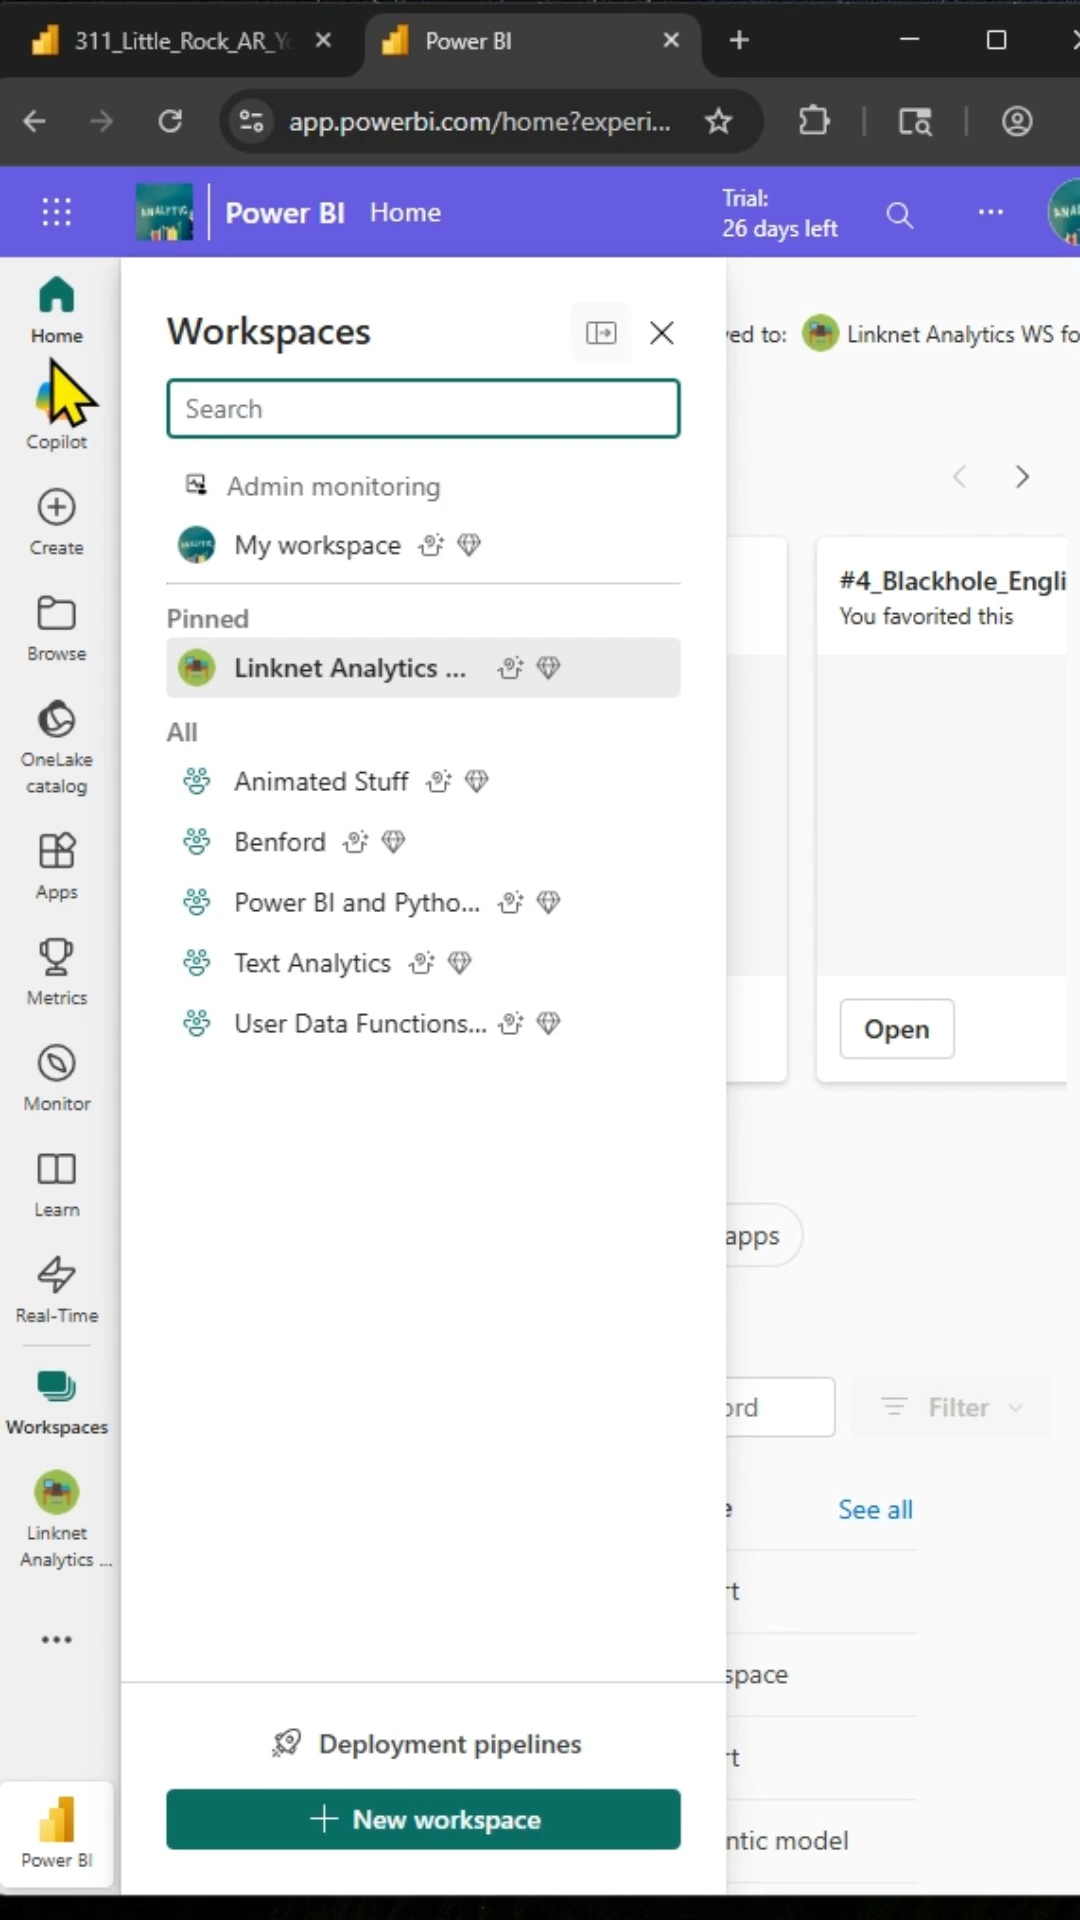 311_Little_Rock_AR_Y
Power BI
app.powerbi.com/home?experi...
ANALYTIC
Power BI
Home
Trial:
26 days left
Home
Copilot
Create
Browse
OneLake
catalog
Apps
Metrics
Monitor
Learn
Real-Time
Workspaces
Linknet
Analytics ...
Power BI
Workspaces
Search
Admin monitoring
My workspace
Pinned
Linknet Analytics ...
All
Animated Stuff
Benford
Power BI and Pytho...
Text Analytics
User Data Functions...
Deployment pipelines
New workspace
ed to:
Linknet Analytics WS fo
#4_Blackhole_Engli
You favorited this
Open
apps
ord
Filter
See all
rt
space
rt
ntic model